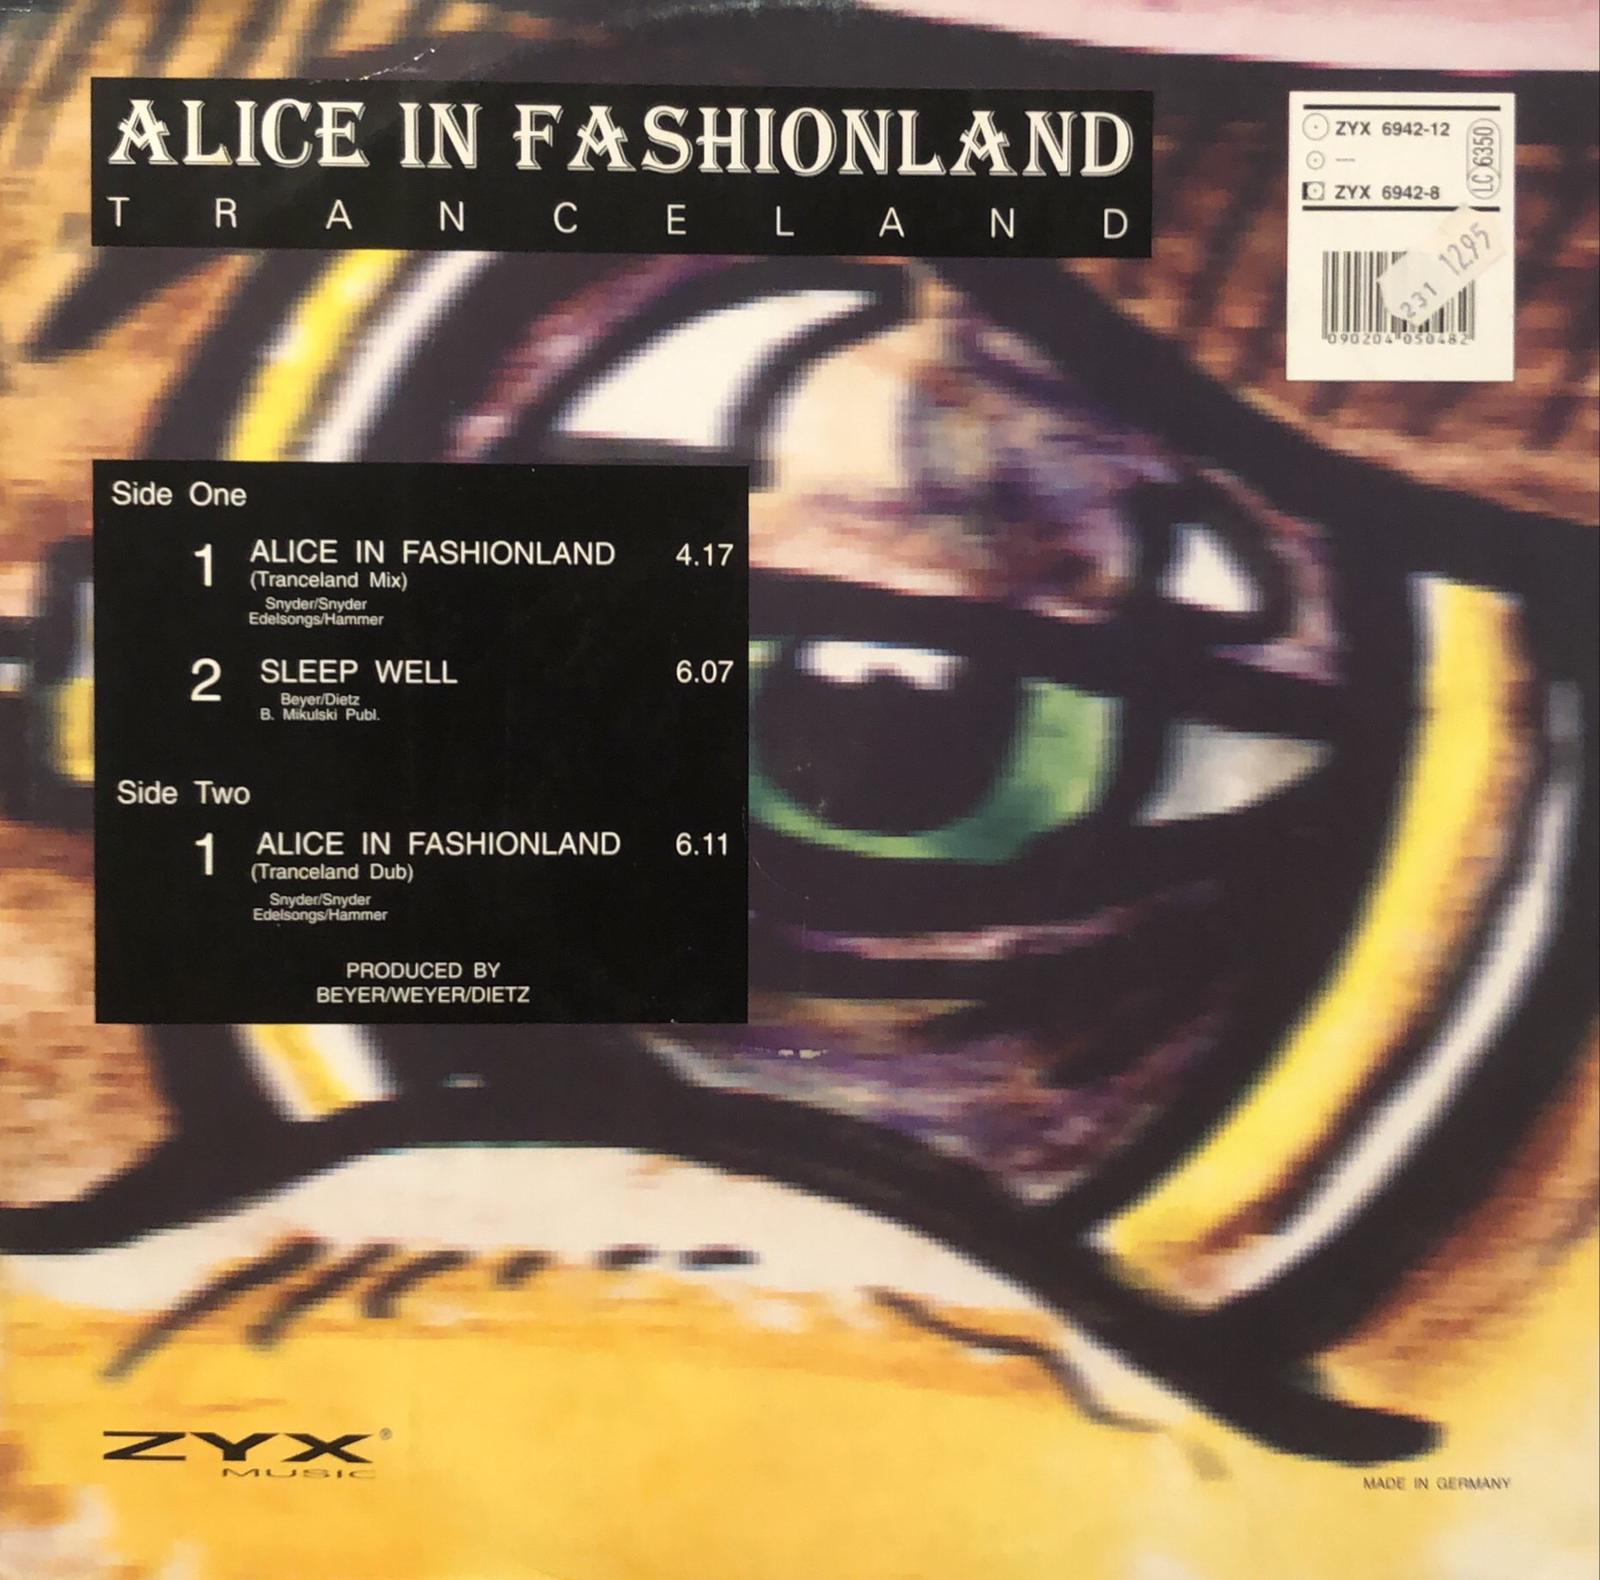 ALICE IN FASHIONLAND
TRANCELAND
ZYX 6942-12
LC 6350
ZYX 6942-8
231 1295
090204 050482
Side One
1 ALICE IN FASHIONLAND 4.17
(Tranceland Mix)
Snyder/Snyder
Edelsongs/Hammer
2 SLEEP WELL 6.07
Beyer/Dietz
B. Mikulski Publ.
Side Two
1 ALICE IN FASHIONLAND 6.11
(Tranceland Dub)
Snyder/Snyder
Edelsongs/Hammer
PRODUCED BY
BEYER/WEYER/DIETZ
ZYX®
MUSIC
MADE IN GERMANY